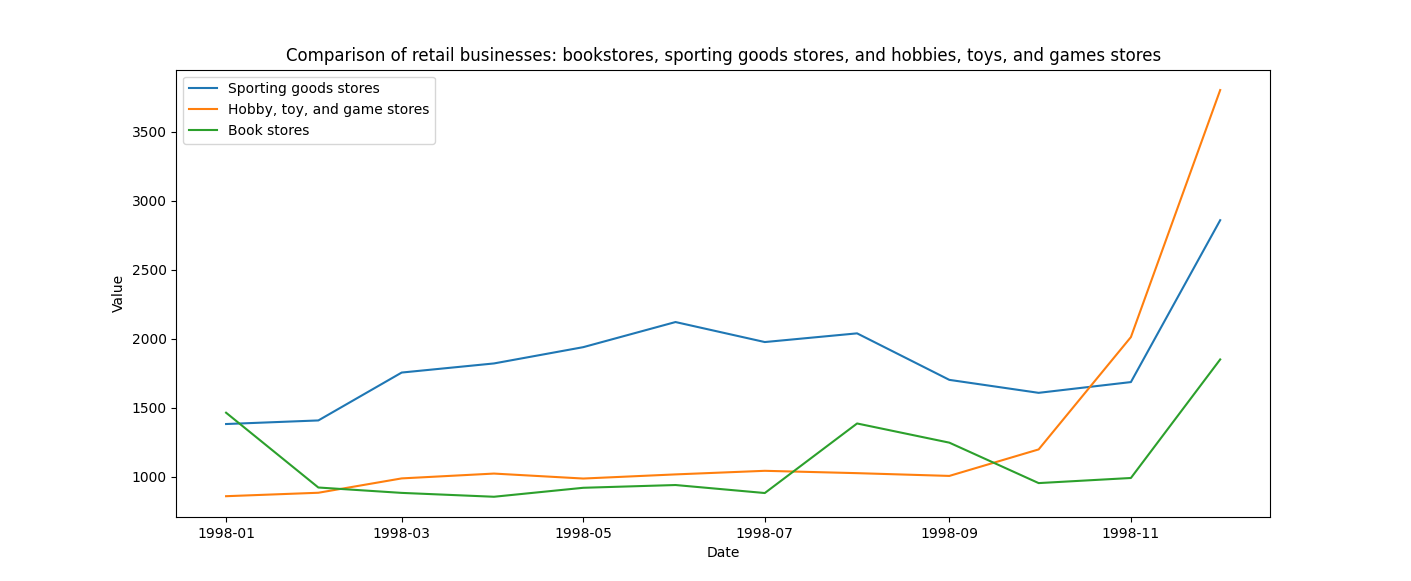 Comparison of retail businesses: bookstores, sporting goods stores, and hobbies, toys, and games stores
Sporting goods stores
Hobby, toy, and game stores
Book stores
3500
3000
2500
2000
1500
1000
Value
1998-01 1998-03 1998-05 1998-07 1998-09 1998-11
Date